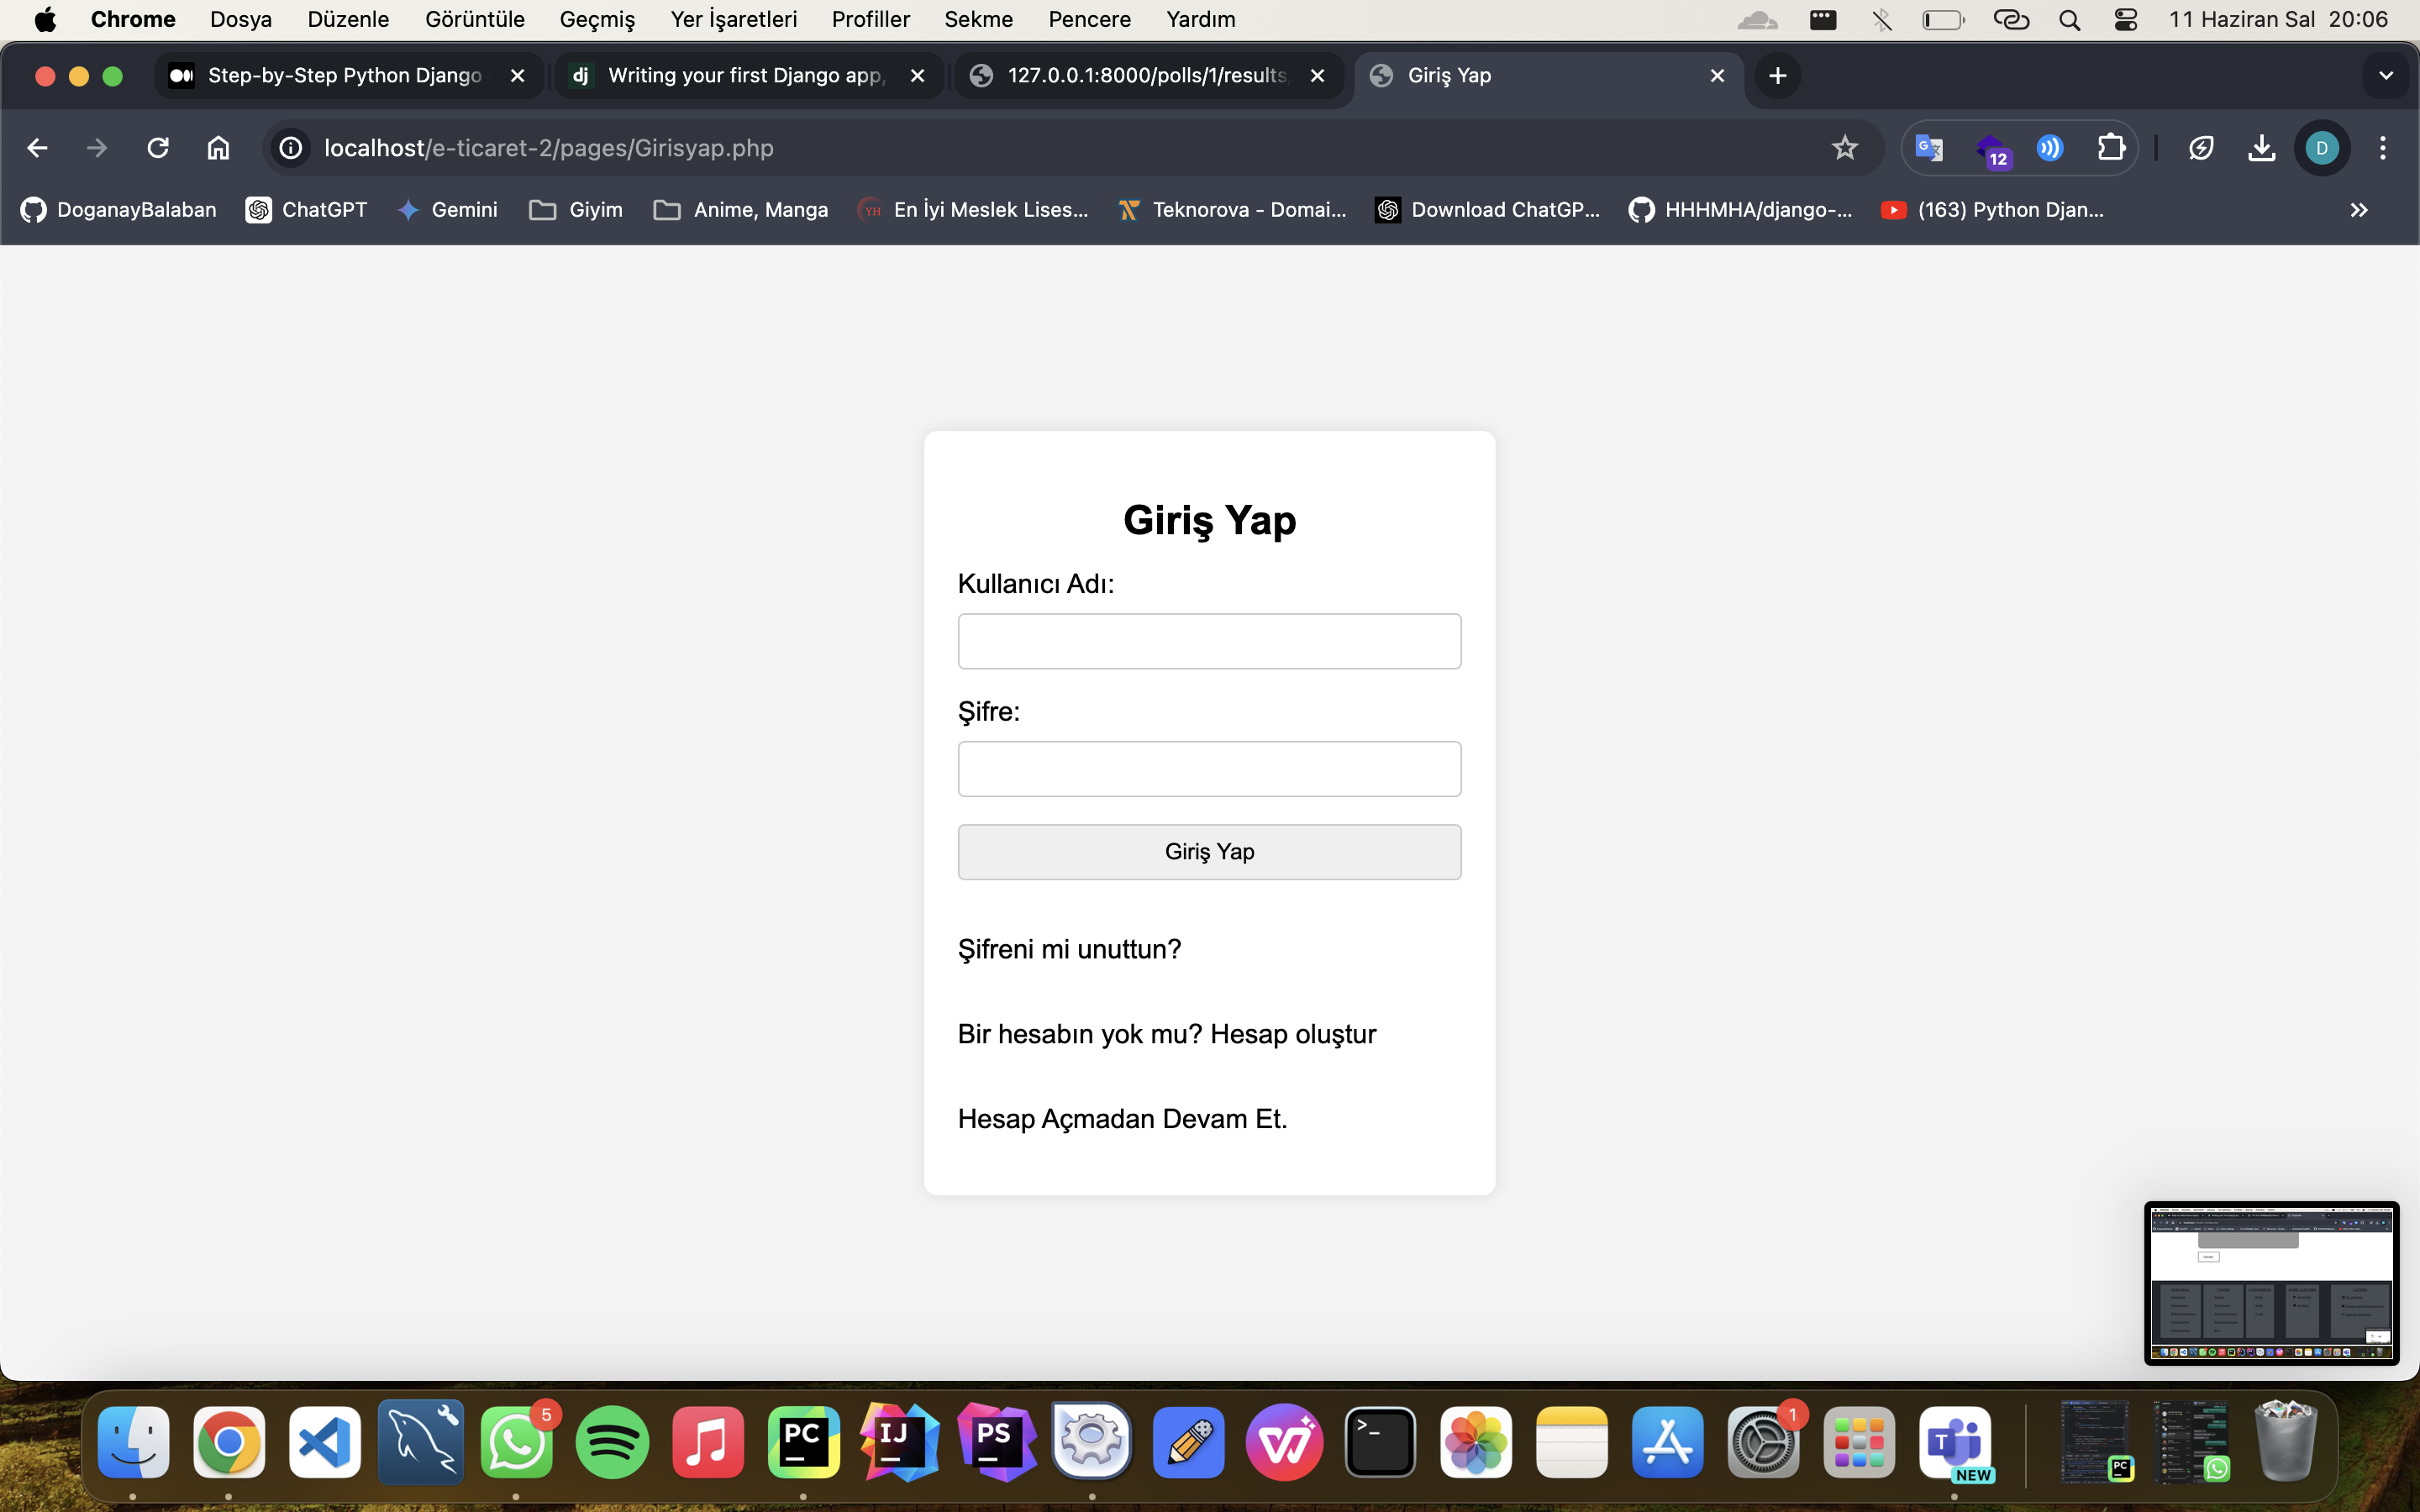 Chrome Dosya Düzenle Görüntüle Geçmiş Yer İşaretleri Profiller Sekme Pencere Yardım 11 Haziran Sal 20:06
Step-by-Step Python Django
dj Writing your first Django app,
127.0.0.1:8000/polls/1/results
Giriş Yap
localhost/e-ticaret-2/pages/Girisyap.php
12
D
DoganayBalaban ChatGPT Gemini Giyim Anime, Manga YH En İyi Meslek Lises... Teknorova - Domai... Download ChatGP... HHHMHA/django-... (163) Python Djan...
Giriş Yap
Kullanıcı Adı:
Şifre:
Giriş Yap
Şifreni mi unuttun?
Bir hesabın yok mu? Hesap oluştur
Hesap Açmadan Devam Et.
5
PC
IJ
PS
1
T
NEW
PC